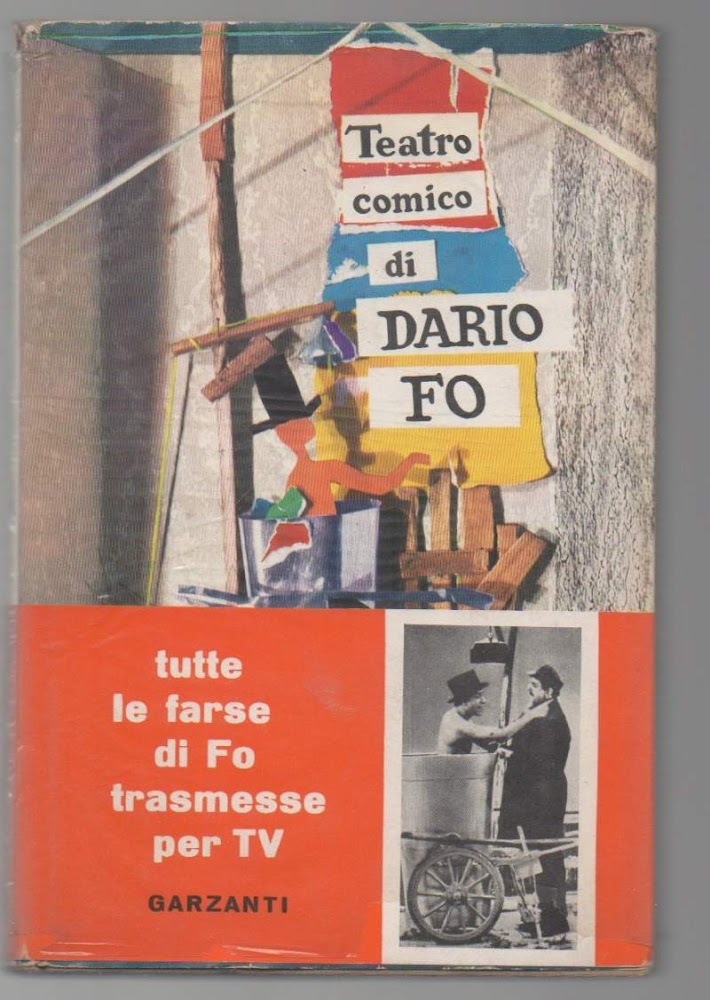 Teatro
comico
di
DARIO
FO
tutte
le farse
di Fo
trasmesse
per TV
GARZANTI